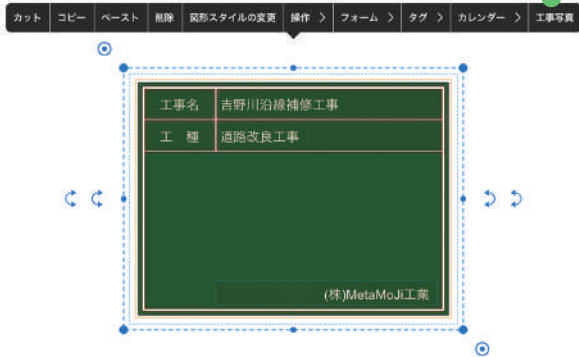 カット コピー ペースト 削除 図形スタイルの変更 操作 > フォーム > タグ > カレンダー > 工事写真
工事名 吉野川沿線補修工事
工 種 道路改良工事
(株)MetaMoJi工業